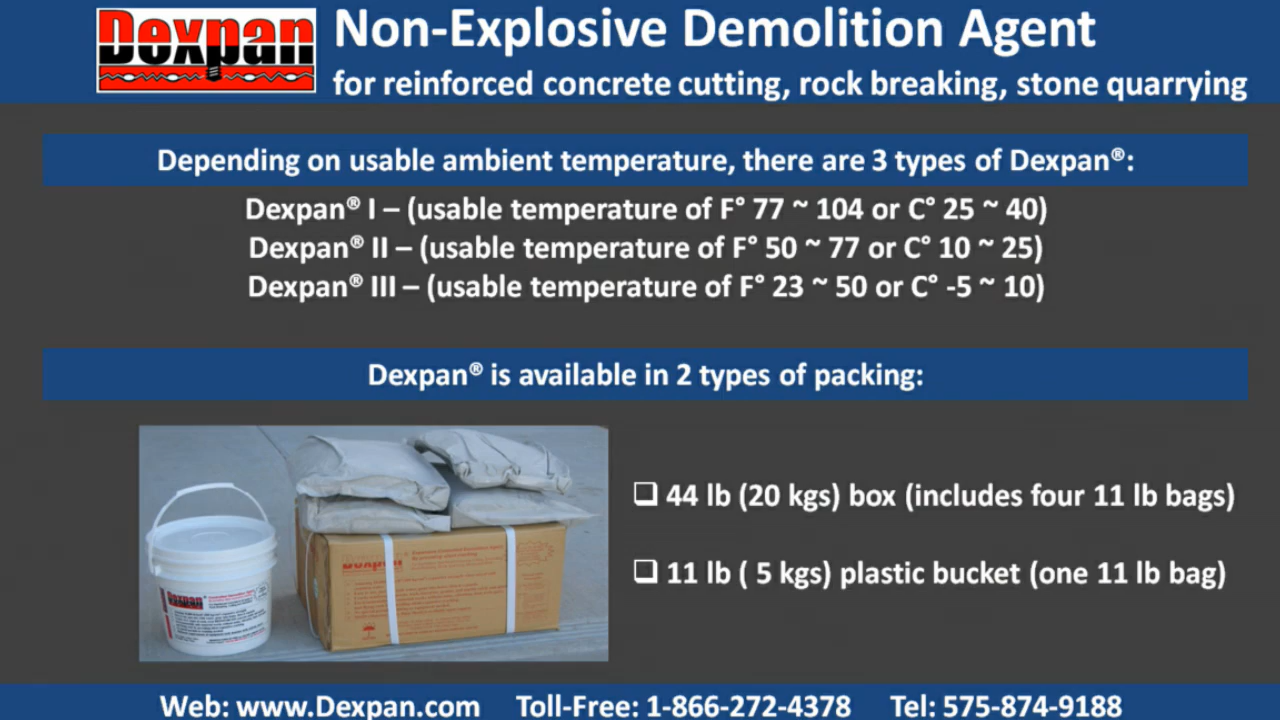 Dexpan
Non-Explosive Demolition Agent
for reinforced concrete cutting, rock breaking, stone quarrying
Depending on usable ambient temperature, there are 3 types of Dexpan®:
Dexpan® I – (usable temperature of F° 77 ~ 104 or C° 25 ~ 40)
Dexpan® II – (usable temperature of F° 50 ~ 77 or C° 10 ~ 25)
Dexpan® III – (usable temperature of F° 23 ~ 50 or C° -5 ~ 10)
Dexpan® is available in 2 types of packing:
❑ 44 lb (20 kgs) box (includes four 11 lb bags)
❑ 11 lb ( 5 kgs) plastic bucket (one 11 lb bag)
Dexpan
Dexpan
Web: www.Dexpan.com Toll-Free: 1-866-272-4378 Tel: 575-874-9188